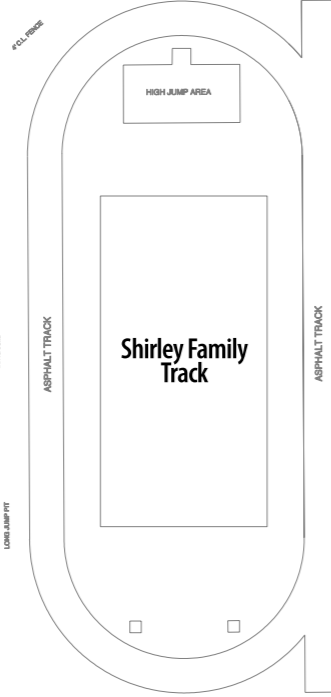 4' C.L. FENCE
HIGH JUMP AREA
ASPHALT TRACK
Shirley Family
Track
ASPHALT TRACK
LONG JUMP PIT